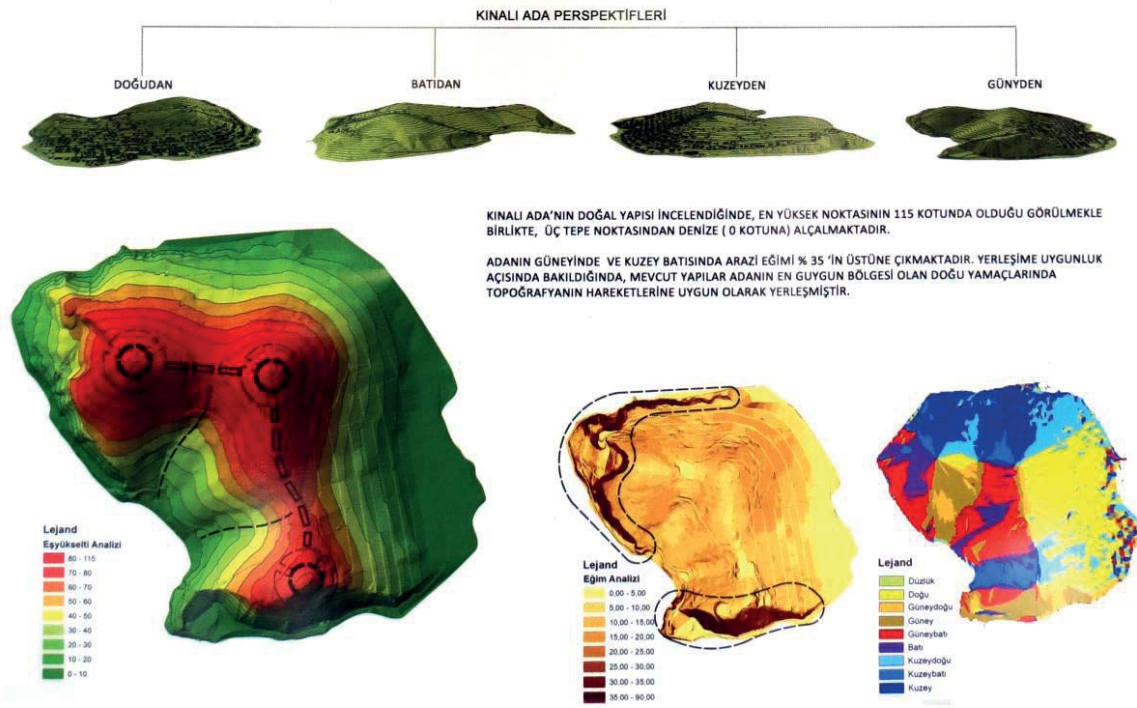 KINALI ADA PERSPEKTİFLERİ
DOĞUDAN
BATIDAN
KUZEYDEN
GÜNYDEN
KINALI ADA'NIN DOĞAL YAPISI İNCELENDİĞİNDE, EN YÜKSEK NOKTASININ 115 KOTUNDA OLDUĞU GÖRÜLMEKLE
BİRLİKTE, ÜÇ TEPE NOKTASINDAN DENİZE ( 0 KOTUNA) ALÇALMAKTADIR.
ADANIN GÜNEYİNDE VE KUZEY BATISINDA ARAZİ EĞİMİ % 35 'İN ÜSTÜNE ÇIKMAKTADIR. YERLEŞİME UYGUNLUK
AÇISINDA BAKILDIĞINDA, MEVCUT YAPILAR ADANIN EN GUYGUN BÖLGESİ OLAN DOĞU YAMAÇLARINDA
TOPOĞRAFYANIN HAREKETLERİNE UYGUN OLARAK YERLEŞMİŞTİR.
Lejand
Eşyükselti Analizi
80 - 115
70 - 80
60 - 70
50 - 60
40 - 50
30 - 40
20 - 30
10 - 20
0 - 10
Lejand
Eğim Analizi
0,00 - 5,00
5,00 - 10,00
10,00 - 15,00
15,00 - 20,00
20,00 - 25,00
25,00 - 30,00
30,00 - 35,00
35,00 - 90,00
Lejand
Düzlük
Doğu
Güneydoğu
Güney
Güneybatı
Batı
Kuzeydoğu
Kuzeybatı
Kuzey